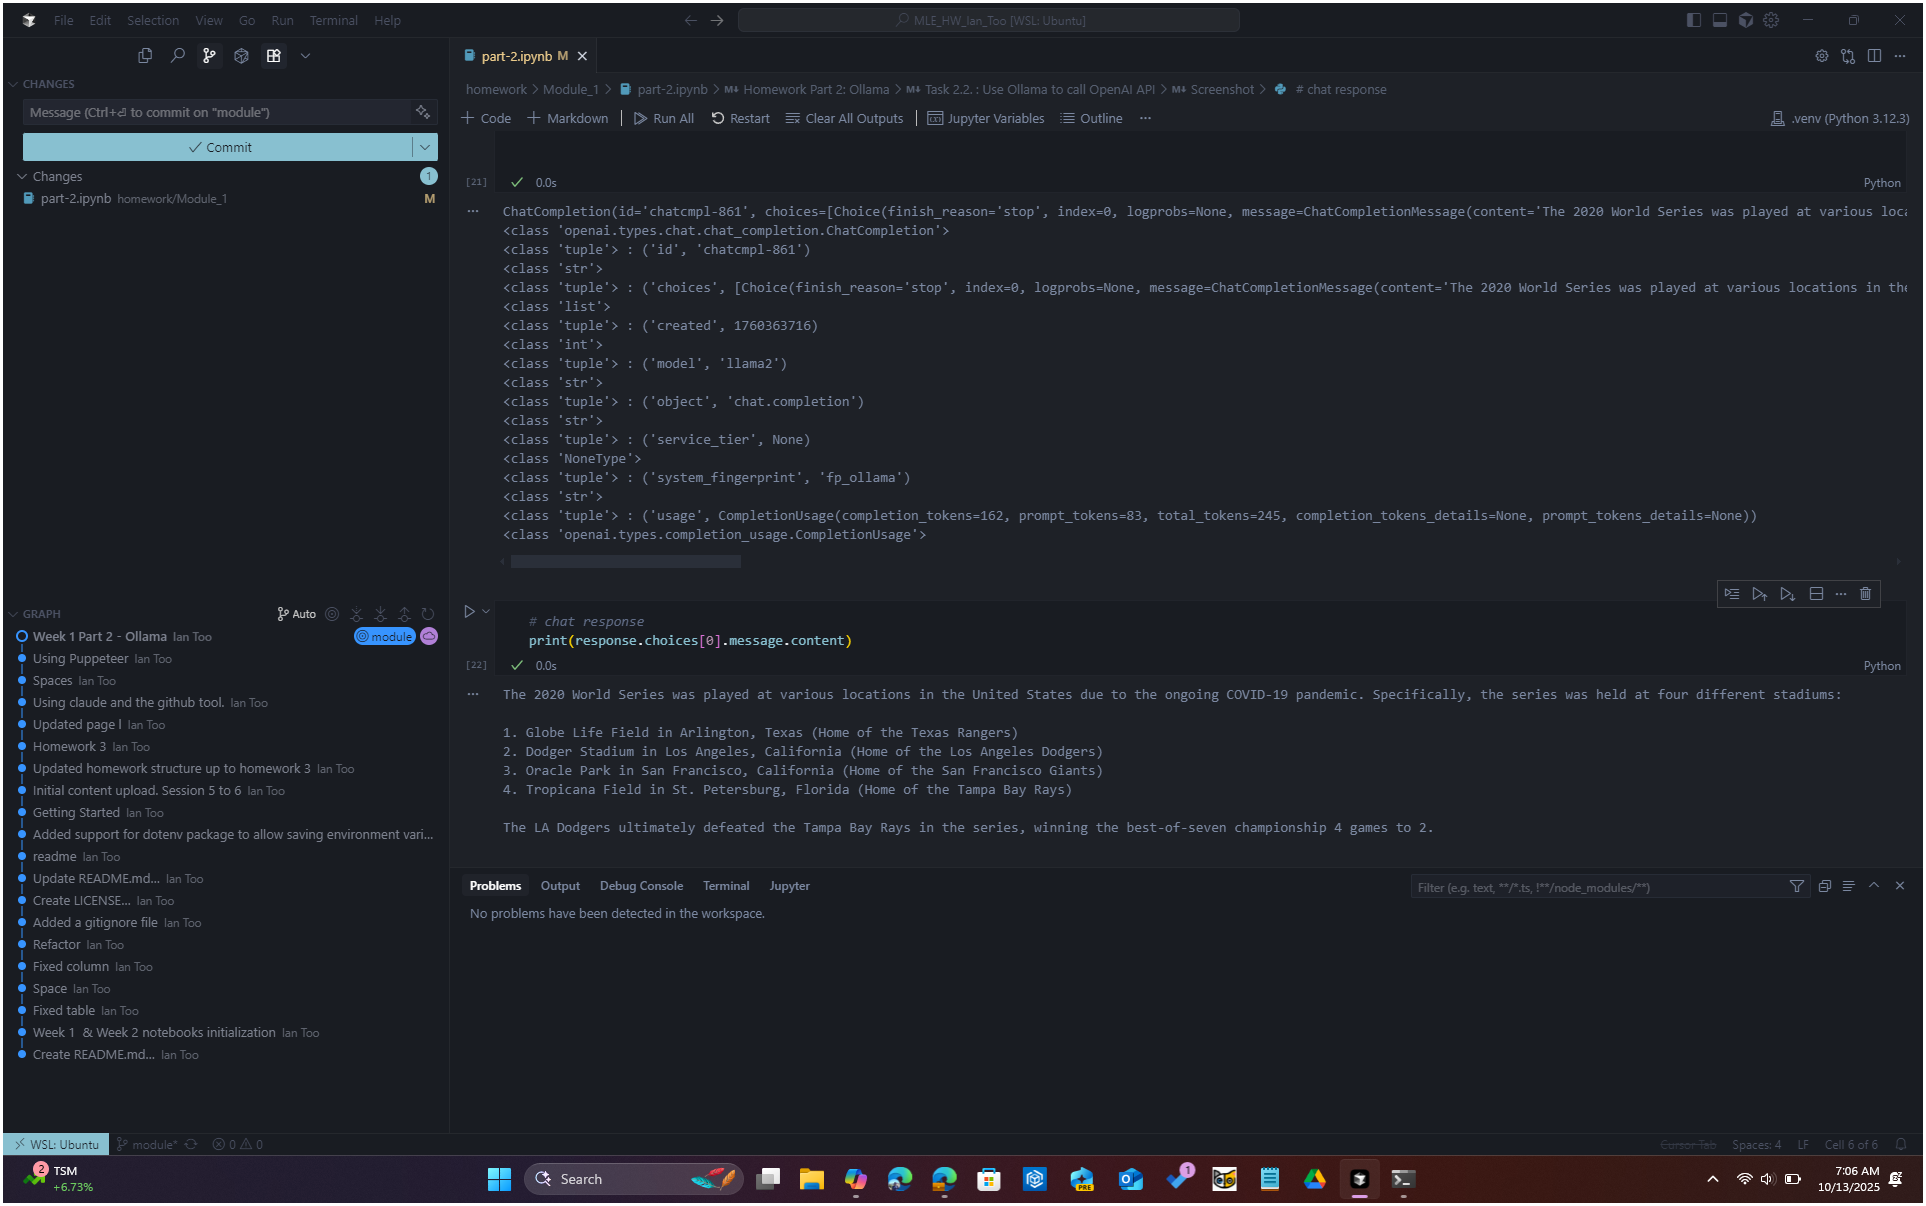 File Edit Selection View Go Run Terminal Help
MLE_HW_Ian_Too [WSL: Ubuntu]
CHANGES
Message (Ctrl+⏎ to commit on "module")
Commit
Changes 1
part-2.ipynb homework/Module_1 M
part-2.ipynb M
homework > Module_1 > part-2.ipynb > M↓ Homework Part 2: Ollama > M↓ Task 2.2. : Use Ollama to call OpenAI API > M↓ Screenshot > # chat response
Code Markdown Run All Restart Clear All Outputs Jupyter Variables Outline ... .venv (Python 3.12.3)
[21] 0.0s Python
ChatCompletion(id='chatcmpl-861', choices=[Choice(finish_reason='stop', index=0, logprobs=None, message=ChatCompletionMessage(content='The 2020 World Series was played at various loca
<class 'openai.types.chat.chat_completion.ChatCompletion'>
<class 'tuple'> : ('id', 'chatcmpl-861')
<class 'str'>
<class 'tuple'> : ('choices', [Choice(finish_reason='stop', index=0, logprobs=None, message=ChatCompletionMessage(content='The 2020 World Series was played at various locations in the
<class 'list'>
<class 'tuple'> : ('created', 1760363716)
<class 'int'>
<class 'tuple'> : ('model', 'llama2')
<class 'str'>
<class 'tuple'> : ('object', 'chat.completion')
<class 'str'>
<class 'tuple'> : ('service_tier', None)
<class 'NoneType'>
<class 'tuple'> : ('system_fingerprint', 'fp_ollama')
<class 'str'>
<class 'tuple'> : ('usage', CompletionUsage(completion_tokens=162, prompt_tokens=83, total_tokens=245, completion_tokens_details=None, prompt_tokens_details=None))
<class 'openai.types.completion_usage.CompletionUsage'>
# chat response
print(response.choices[0].message.content)
[22] 0.0s Python
The 2020 World Series was played at various locations in the United States due to the ongoing COVID-19 pandemic. Specifically, the series was held at four different stadiums:
1. Globe Life Field in Arlington, Texas (Home of the Texas Rangers)
2. Dodger Stadium in Los Angeles, California (Home of the Los Angeles Dodgers)
3. Oracle Park in San Francisco, California (Home of the San Francisco Giants)
4. Tropicana Field in St. Petersburg, Florida (Home of the Tampa Bay Rays)
The LA Dodgers ultimately defeated the Tampa Bay Rays in the series, winning the best-of-seven championship 4 games to 2.
GRAPH Auto
Week 1 Part 2 - Ollama Ian Too module
Using Puppeteer Ian Too
Spaces Ian Too
Using claude and the github tool. Ian Too
Updated page l Ian Too
Homework 3 Ian Too
Updated homework structure up to homework 3 Ian Too
Initial content upload. Session 5 to 6 Ian Too
Getting Started Ian Too
Added support for dotenv package to allow saving environment vari...
readme Ian Too
Update README.md... Ian Too
Create LICENSE... Ian Too
Added a gitignore file Ian Too
Refactor Ian Too
Fixed column Ian Too
Space Ian Too
Fixed table Ian Too
Week 1 & Week 2 notebooks initialization Ian Too
Create README.md... Ian Too
Problems Output Debug Console Terminal Jupyter
Filter (e.g. text, **/*.ts, !**/node_modules/**)
No problems have been detected in the workspace.
WSL: Ubuntu module* 0 0 Cursor Tab Spaces: 4 LF Cell 6 of 6
2 TSM
+6.73%
Search
PRE
1
7:06 AM
10/13/2025